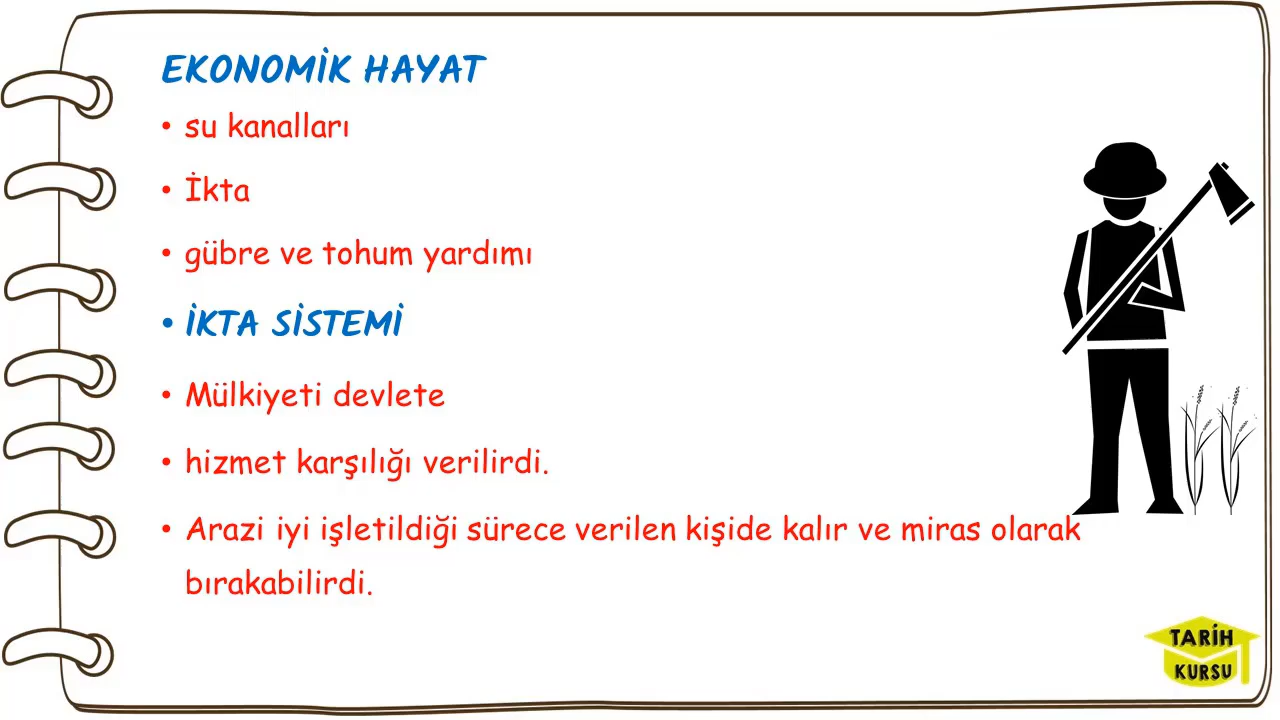 EKONOMİK HAYAT
• su kanalları
• İkta
• gübre ve tohum yardımı
• İKTA SİSTEMİ
• Mülkiyeti devlete
• hizmet karşılığı verilirdi.
• Arazi iyi işletildiği sürece verilen kişide kalır ve miras olarak
bırakabilirdi.
TARİH
KURSU